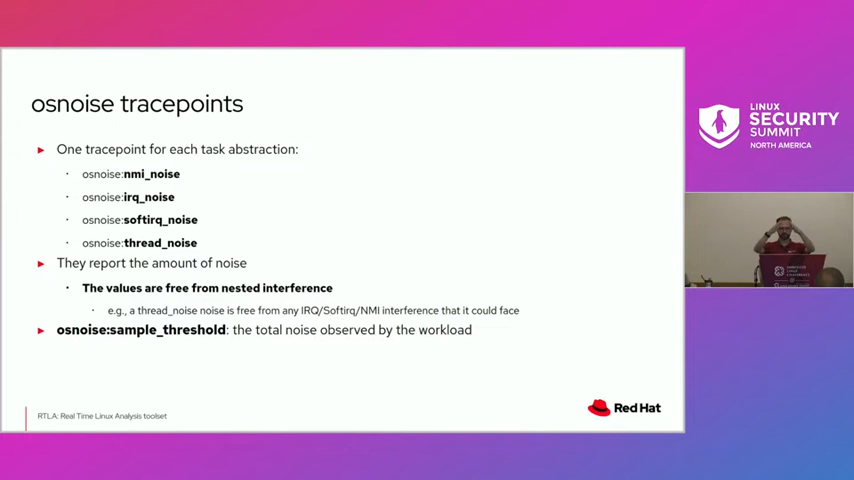 osnoise tracepoints
► One tracepoint for each task abstraction:
· osnoise:nmi_noise
· osnoise:irq_noise
· osnoise:softirq_noise
· osnoise:thread_noise
► They report the amount of noise
· The values are free from nested interference
· e.g., a thread_noise noise is free from any IRQ/Softirq/NMI interference that it could face
► osnoise:sample_threshold: the total noise observed by the workload
RTLA: Real Time Linux Analysis toolset
Red Hat
LINUX
SECURITY
SUMMIT
NORTH AMERICA